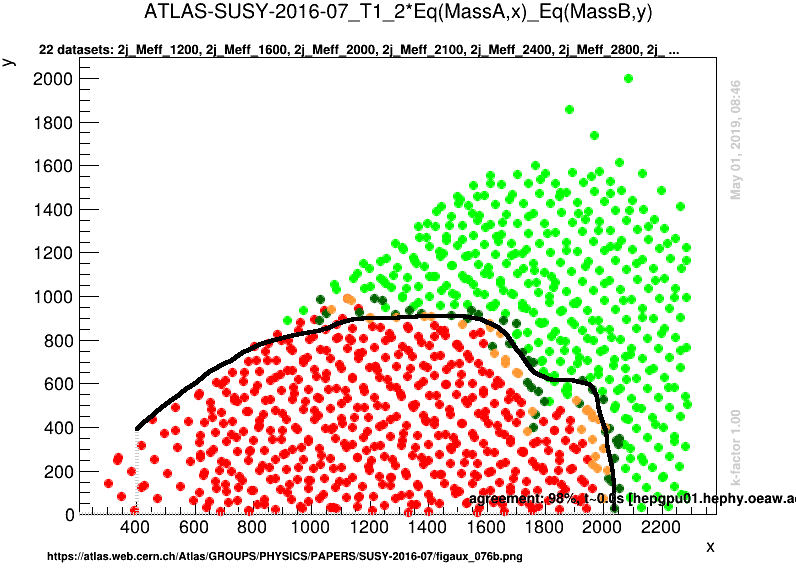 ATLAS-SUSY-2016-07_T1_2*Eq(MassA,x)_Eq(MassB,y)
22 datasets: 2j_Meff_1200, 2j_Meff_1600, 2j_Meff_2000, 2j_Meff_2100, 2j_Meff_2400, 2j_Meff_2800, 2j_ ...
y
2000
1800
1600
1400
1200
1000
800
600
400
200
0
May 01, 2019, 08:46
k-factor 1.00
agreement: 98%, t~0.0s [hepgpu01.hephy.oeaw.a
400 600 800 1000 1200 1400 1600 1800 2000 2200
x
https://atlas.web.cern.ch/Atlas/GROUPS/PHYSICS/PAPERS/SUSY-2016-07/figaux_076b.png